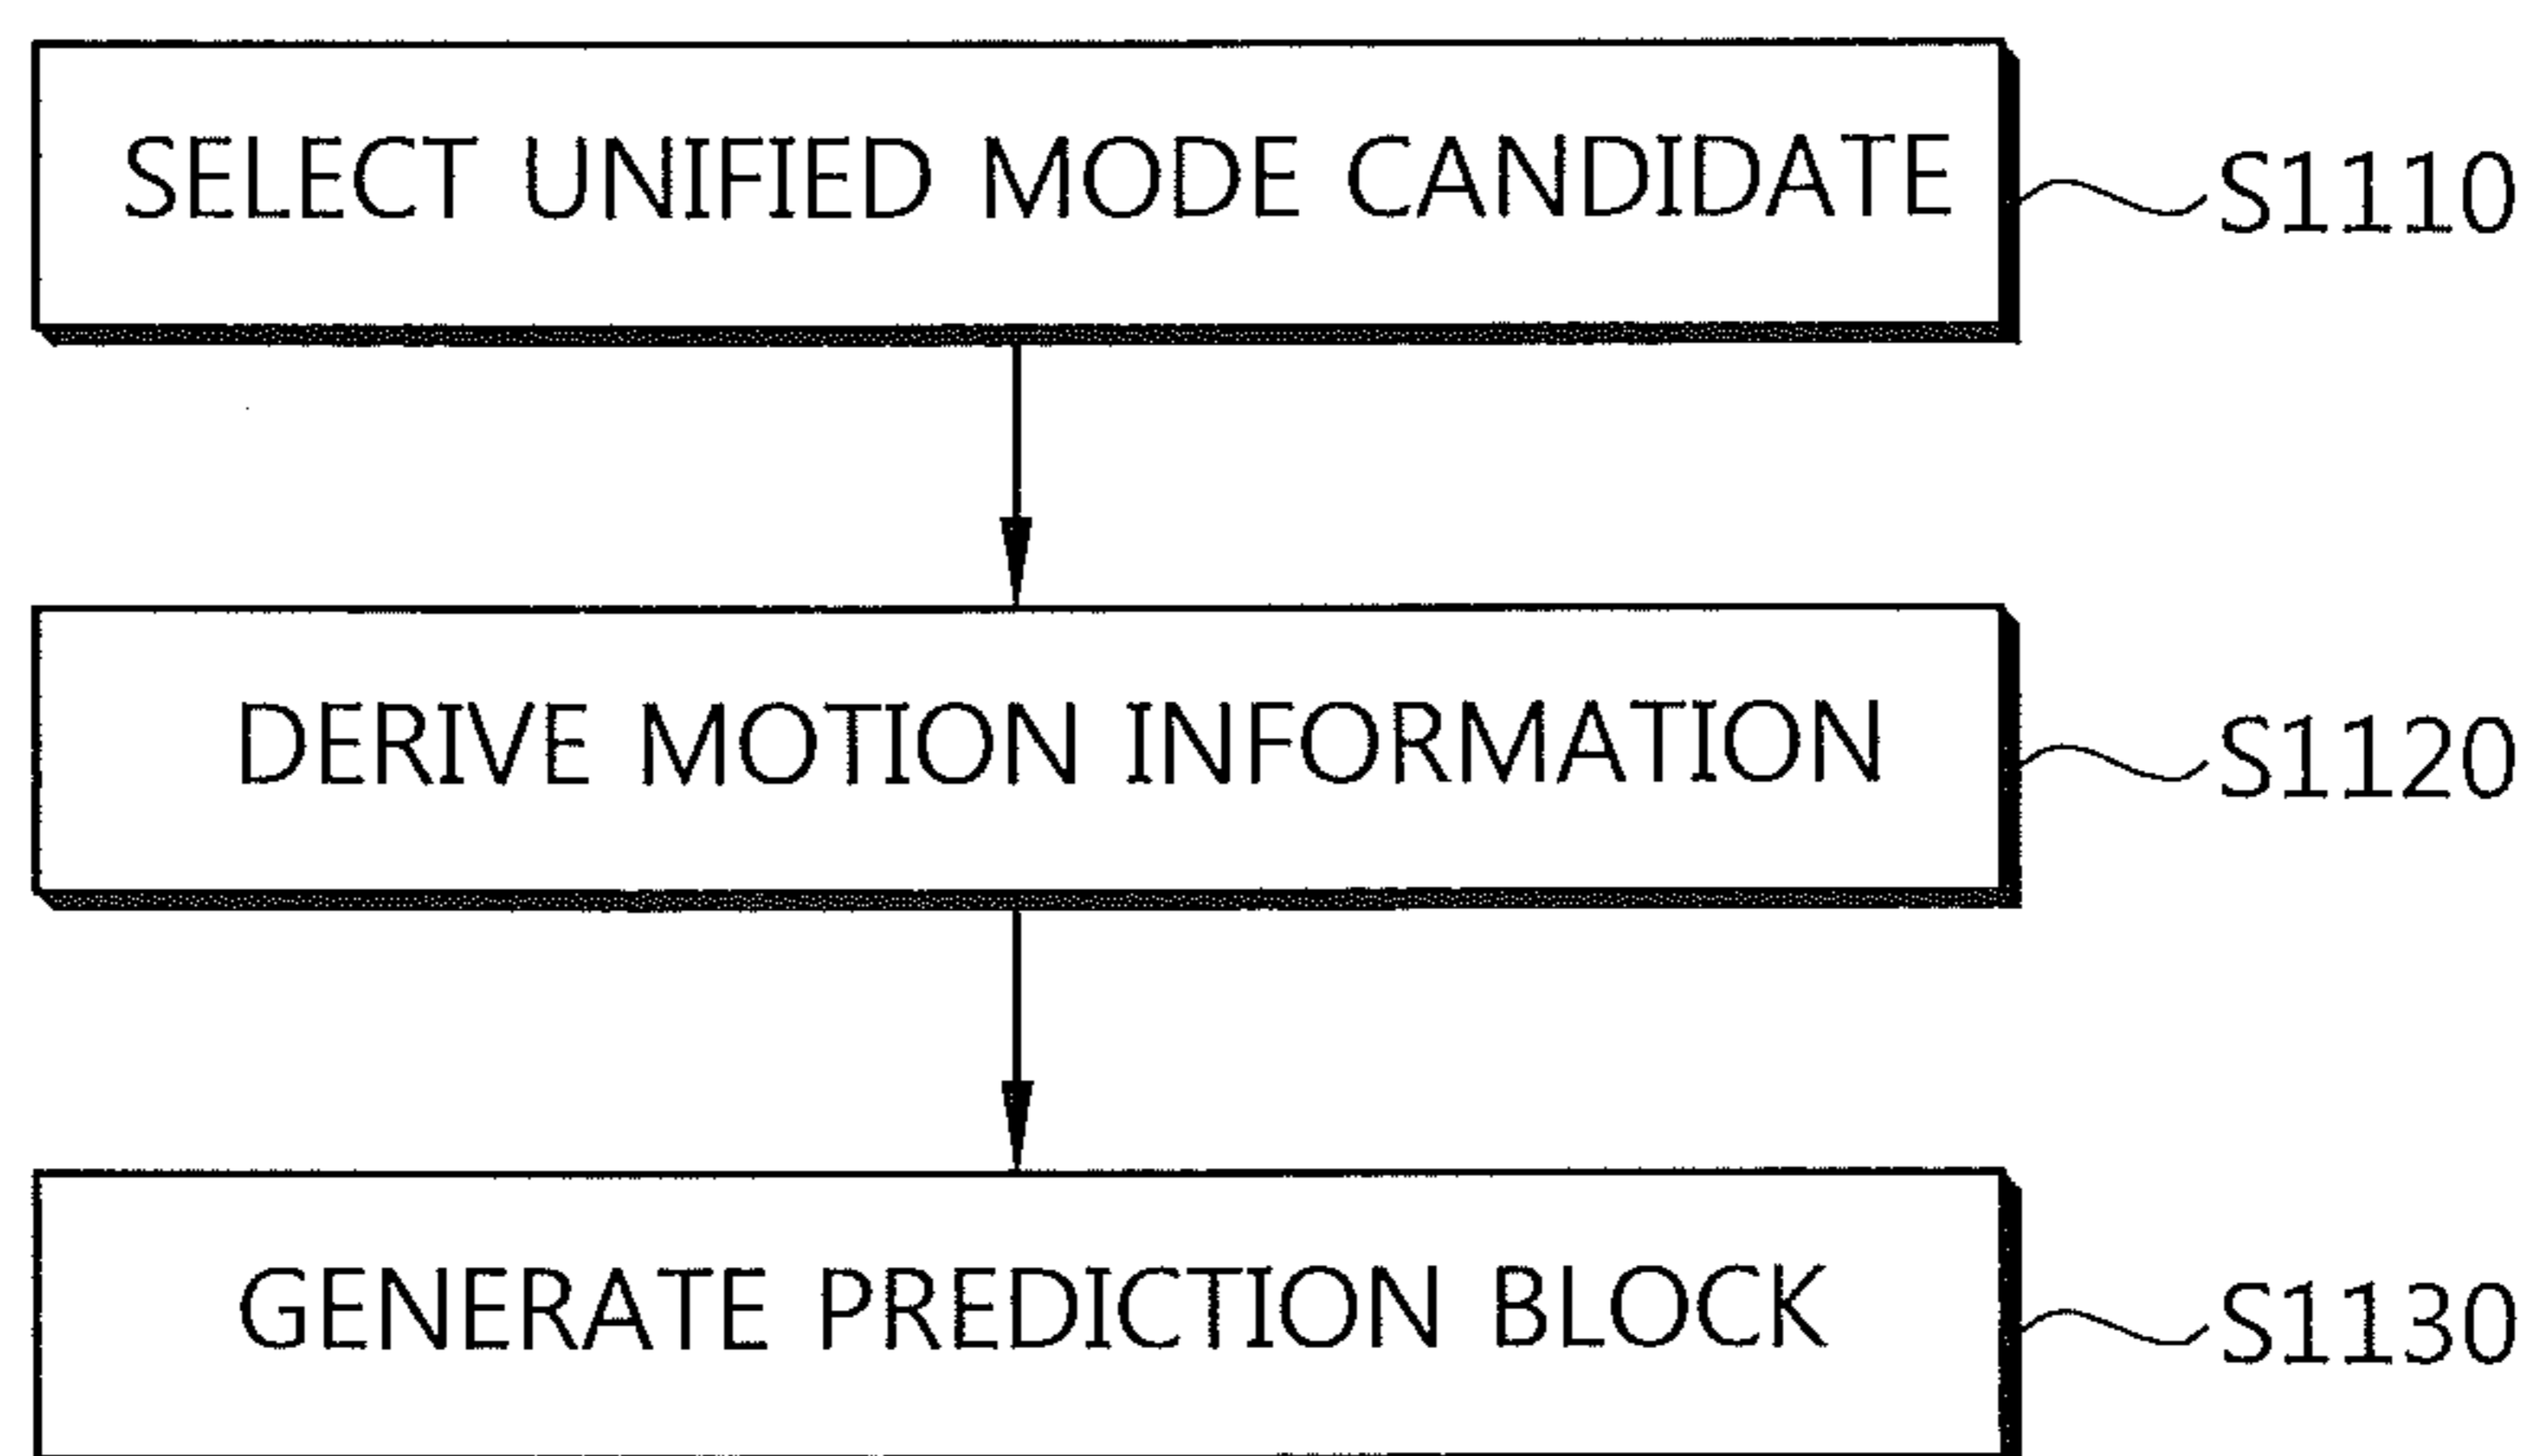 SELECT UNIFIED MODE CANDIDATE S1110
DERIVE MOTION INFORMATION S1120
GENERATE PREDICTION BLOCK S1130